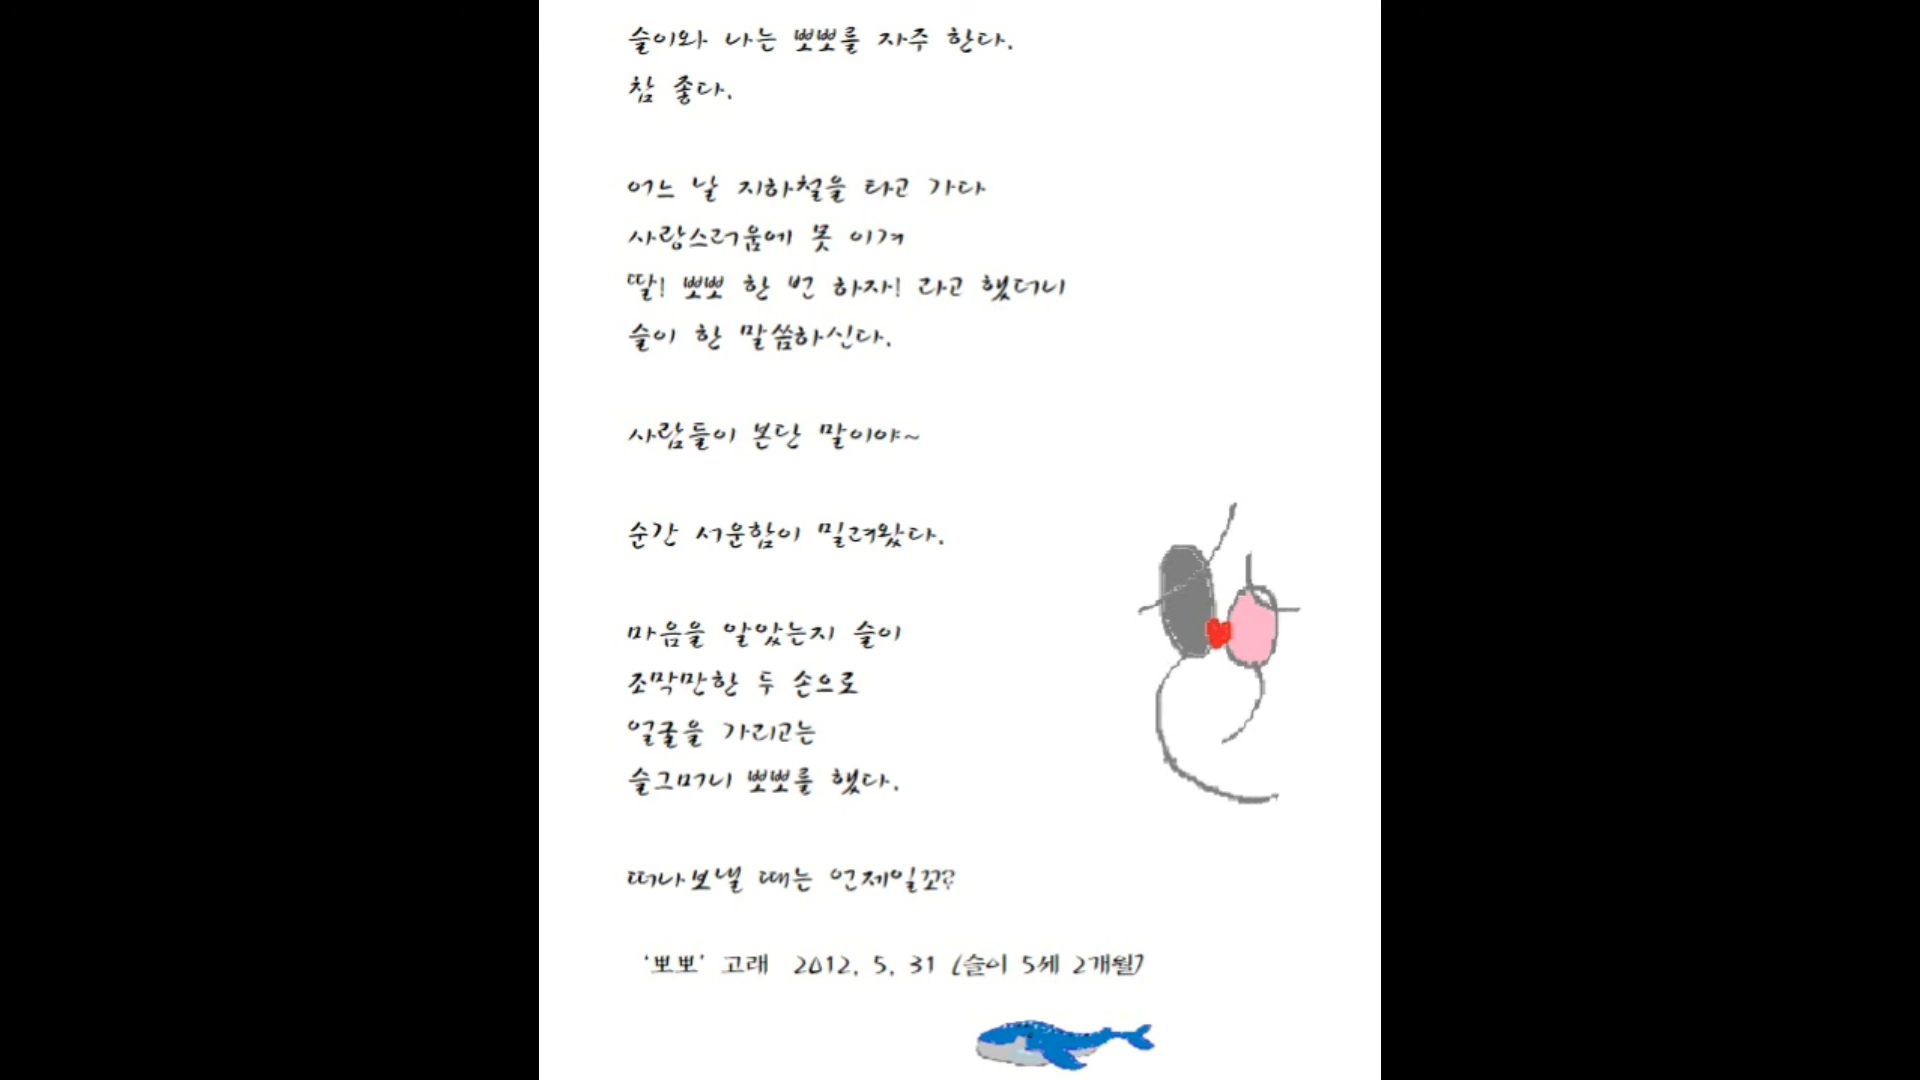 슬이와 나는 뽀뽀를 자주 한다.
참 좋다.
어느 날 지하철을 타고 가다
사랑스러움에 못 이겨
딸! 뽀뽀 한 번 하자! 라고 했더니
슬이 한 말씀하신다.
사람들이 본단 말이야~
순간 서운함이 밀려왔다.
마음을 알았는지 슬이
조막만한 두 손으로
얼굴을 가리고는
슬그머니 뽀뽀를 했다.
떠나보낼 때는 언제일꼬?
'뽀뽀' 고래 2012. 5. 31 (슬이 5세 2개월)